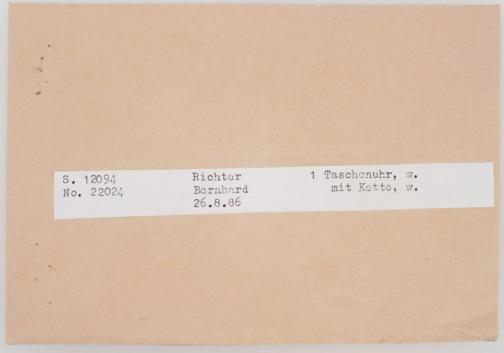 S. 12094 Richter 1 Taschenuhr, w.
No. 22024 Bernhard mit Kette, w.
26.8.86